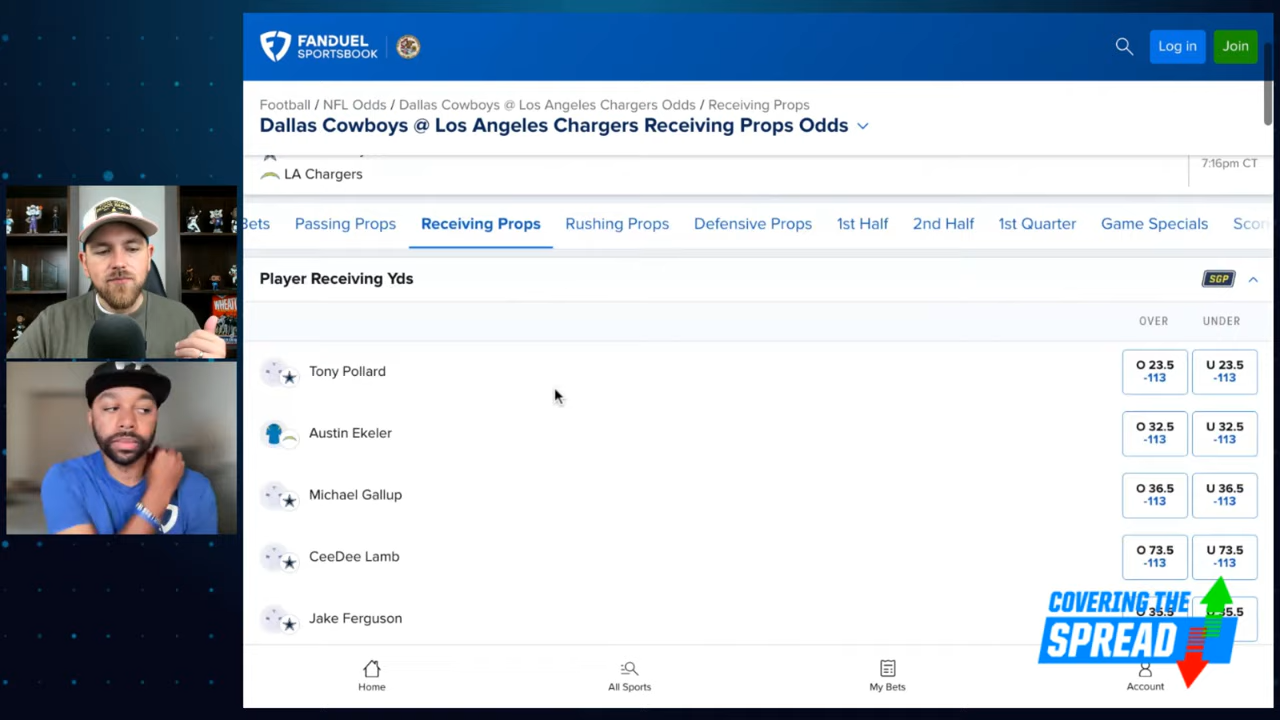 FANDUEL
SPORTSBOOK
Log in
Join
Football / NFL Odds / Dallas Cowboys @ Los Angeles Chargers Odds / Receiving Props
Dallas Cowboys @ Los Angeles Chargers Receiving Props Odds
LA Chargers
7:16pm CT
Bets
Passing Props
Receiving Props
Rushing Props
Defensive Props
1st Half
2nd Half
1st Quarter
Game Specials
Player Receiving Yds
SGP
OVER
UNDER
Tony Pollard
O 23.5
-113
U 23.5
-113
Austin Ekeler
O 32.5
-113
U 32.5
-113
Michael Gallup
O 36.5
-113
U 36.5
-113
CeeDee Lamb
O 73.5
-113
U 73.5
-113
Jake Ferguson
COVERING THE
SPREAD
Home
All Sports
My Bets
Account